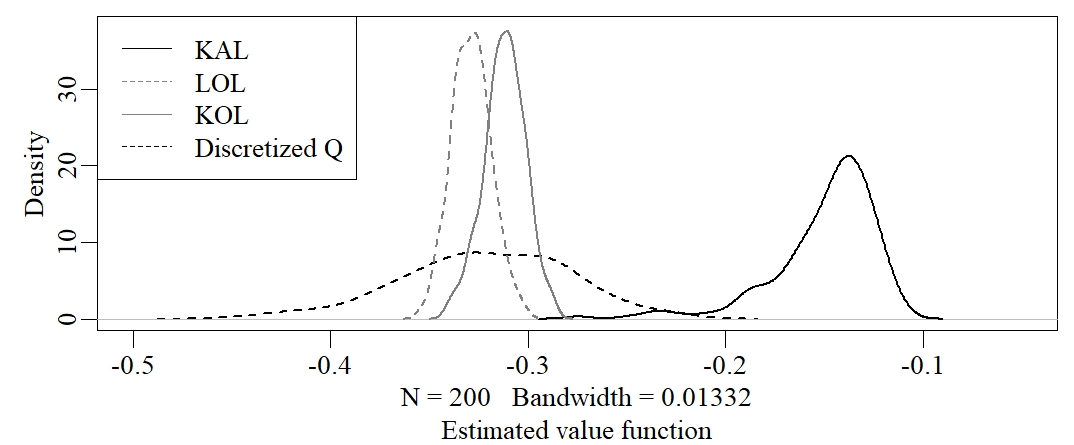 KAL
LOL
KOL
Discretized Q
Density
0
10
20
30
-0.5
-0.4
-0.3
-0.2
-0.1
N = 200   Bandwidth = 0.01332
Estimated value function